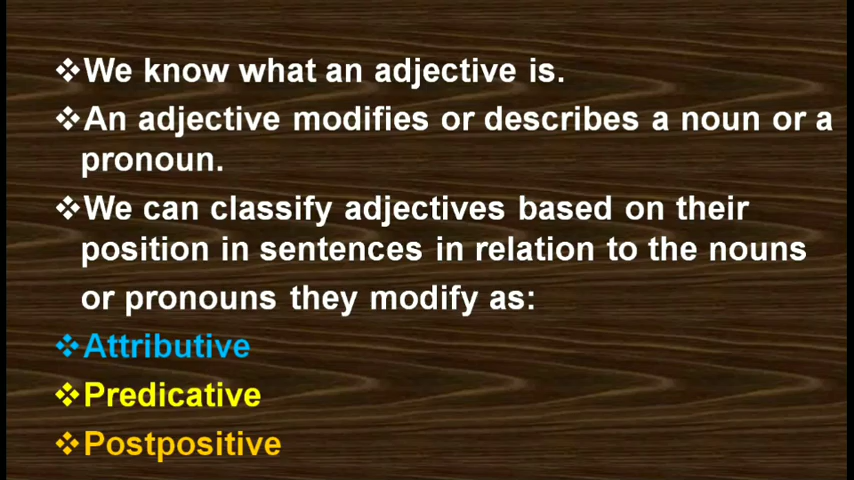 ❖We know what an adjective is.
❖An adjective modifies or describes a noun or a
pronoun.
❖We can classify adjectives based on their
position in sentences in relation to the nouns
or pronouns they modify as:
❖Attributive
❖Predicative
❖Postpositive